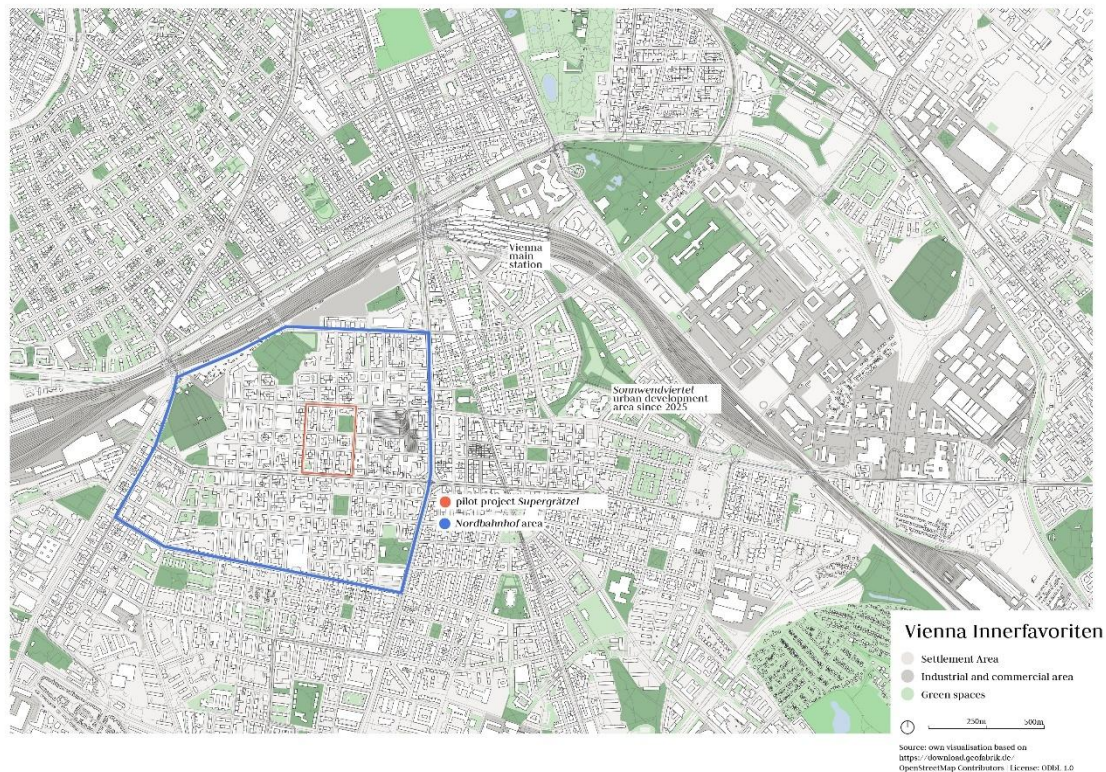 Vienna
main
station
Sonnwendviertel
urban development
area since 2025
pilot project Supergrätzel
Nordbahnhof area
Vienna Innerfavoriten
Settlement Area
Industrial and commercial area
Green spaces
250m 500m
Source: own visualisation based on
https://download.geofabrik.de/
OpenStreetMap Contributors | License: ODbL 1.0